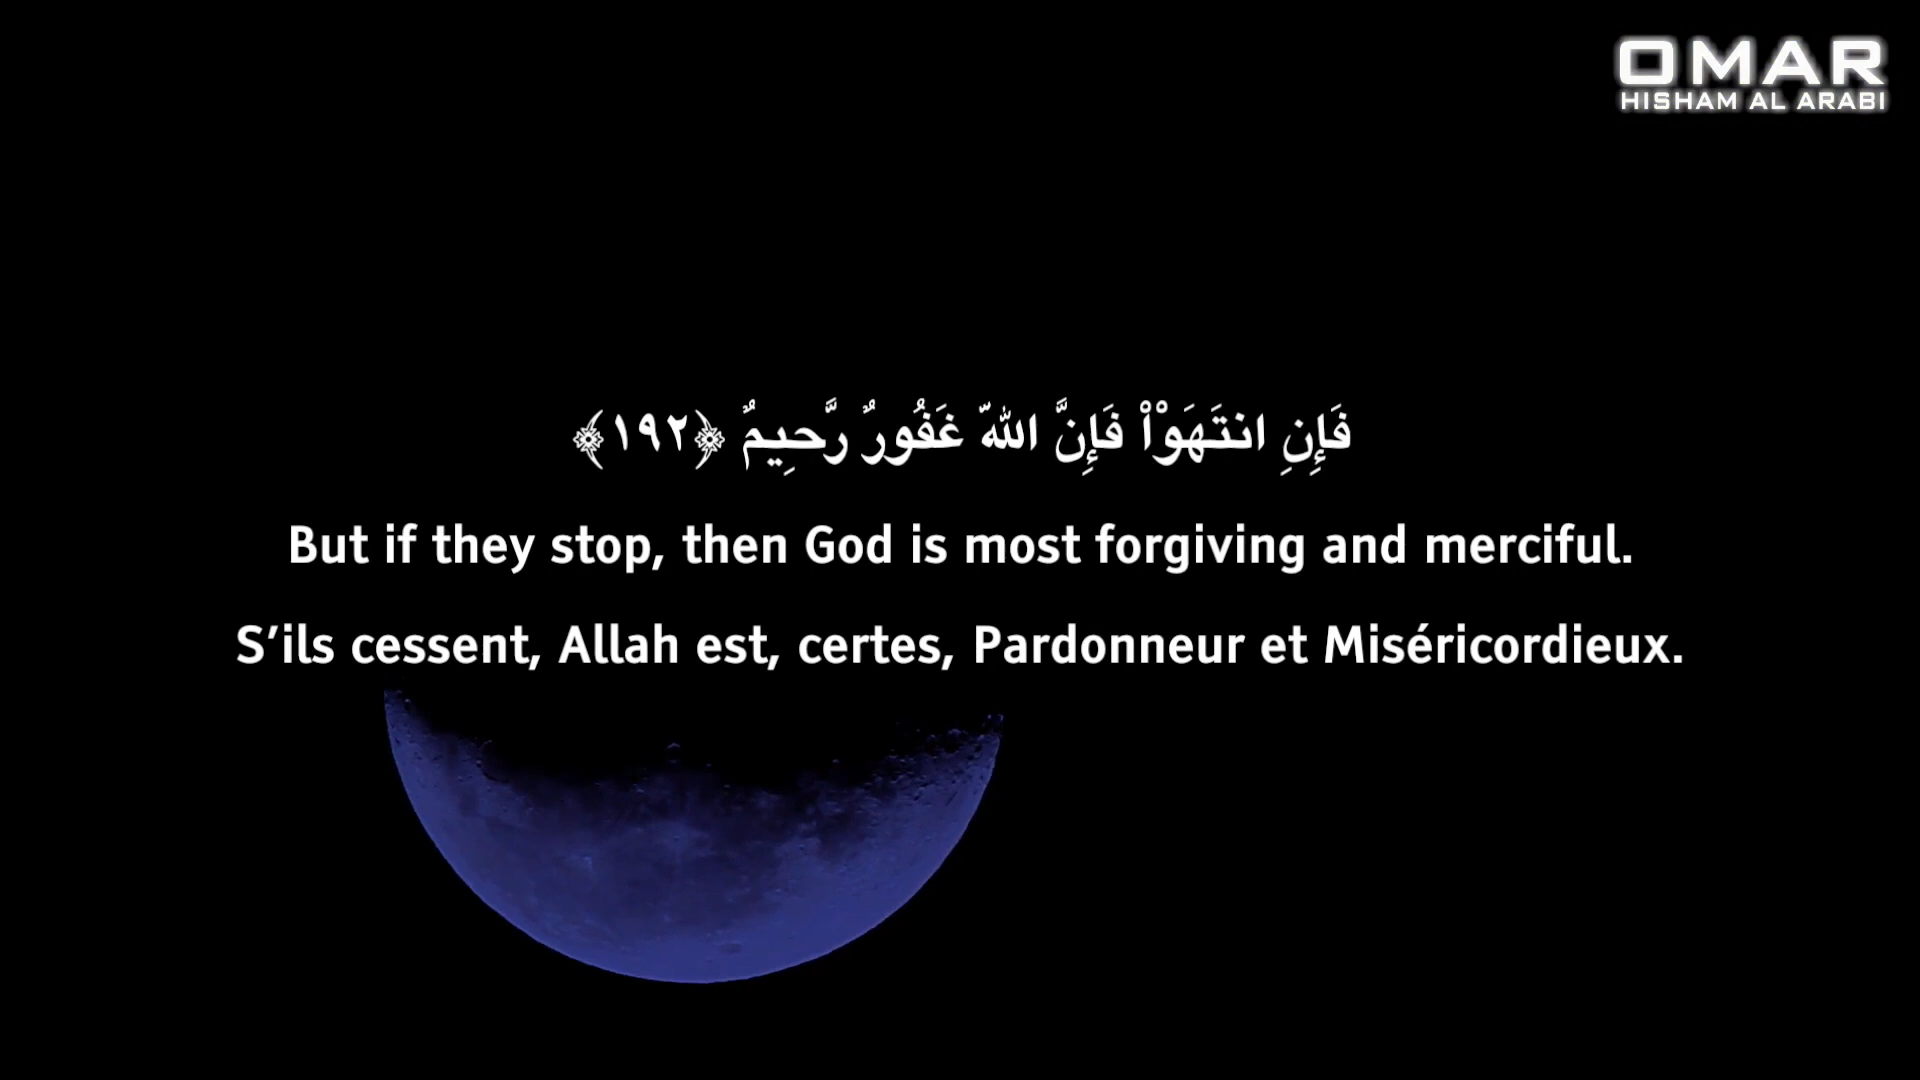 OMAR
HISHAM AL ARABI
فَإِنِ انتَهَوْاْ فَإِنَّ اللّهَ غَفُورٌ رَّحِيمٌ ﴿١٩٢﴾
But if they stop, then God is most forgiving and merciful.
S’ils cessent, Allah est, certes, Pardonneur et Miséricordieux.